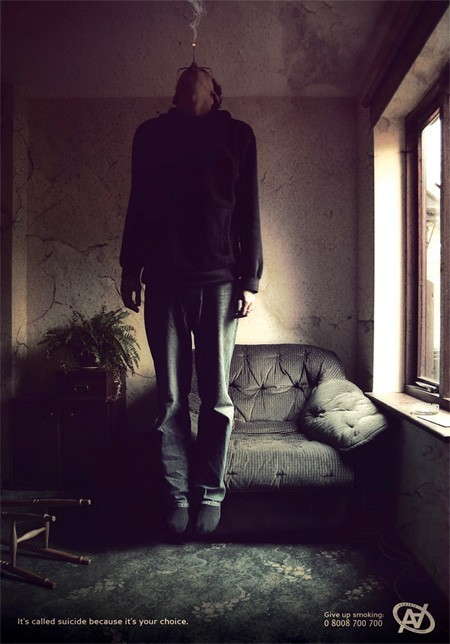 It's called suicide because it's your choice.
Give up smoking:
0 8008 700 700